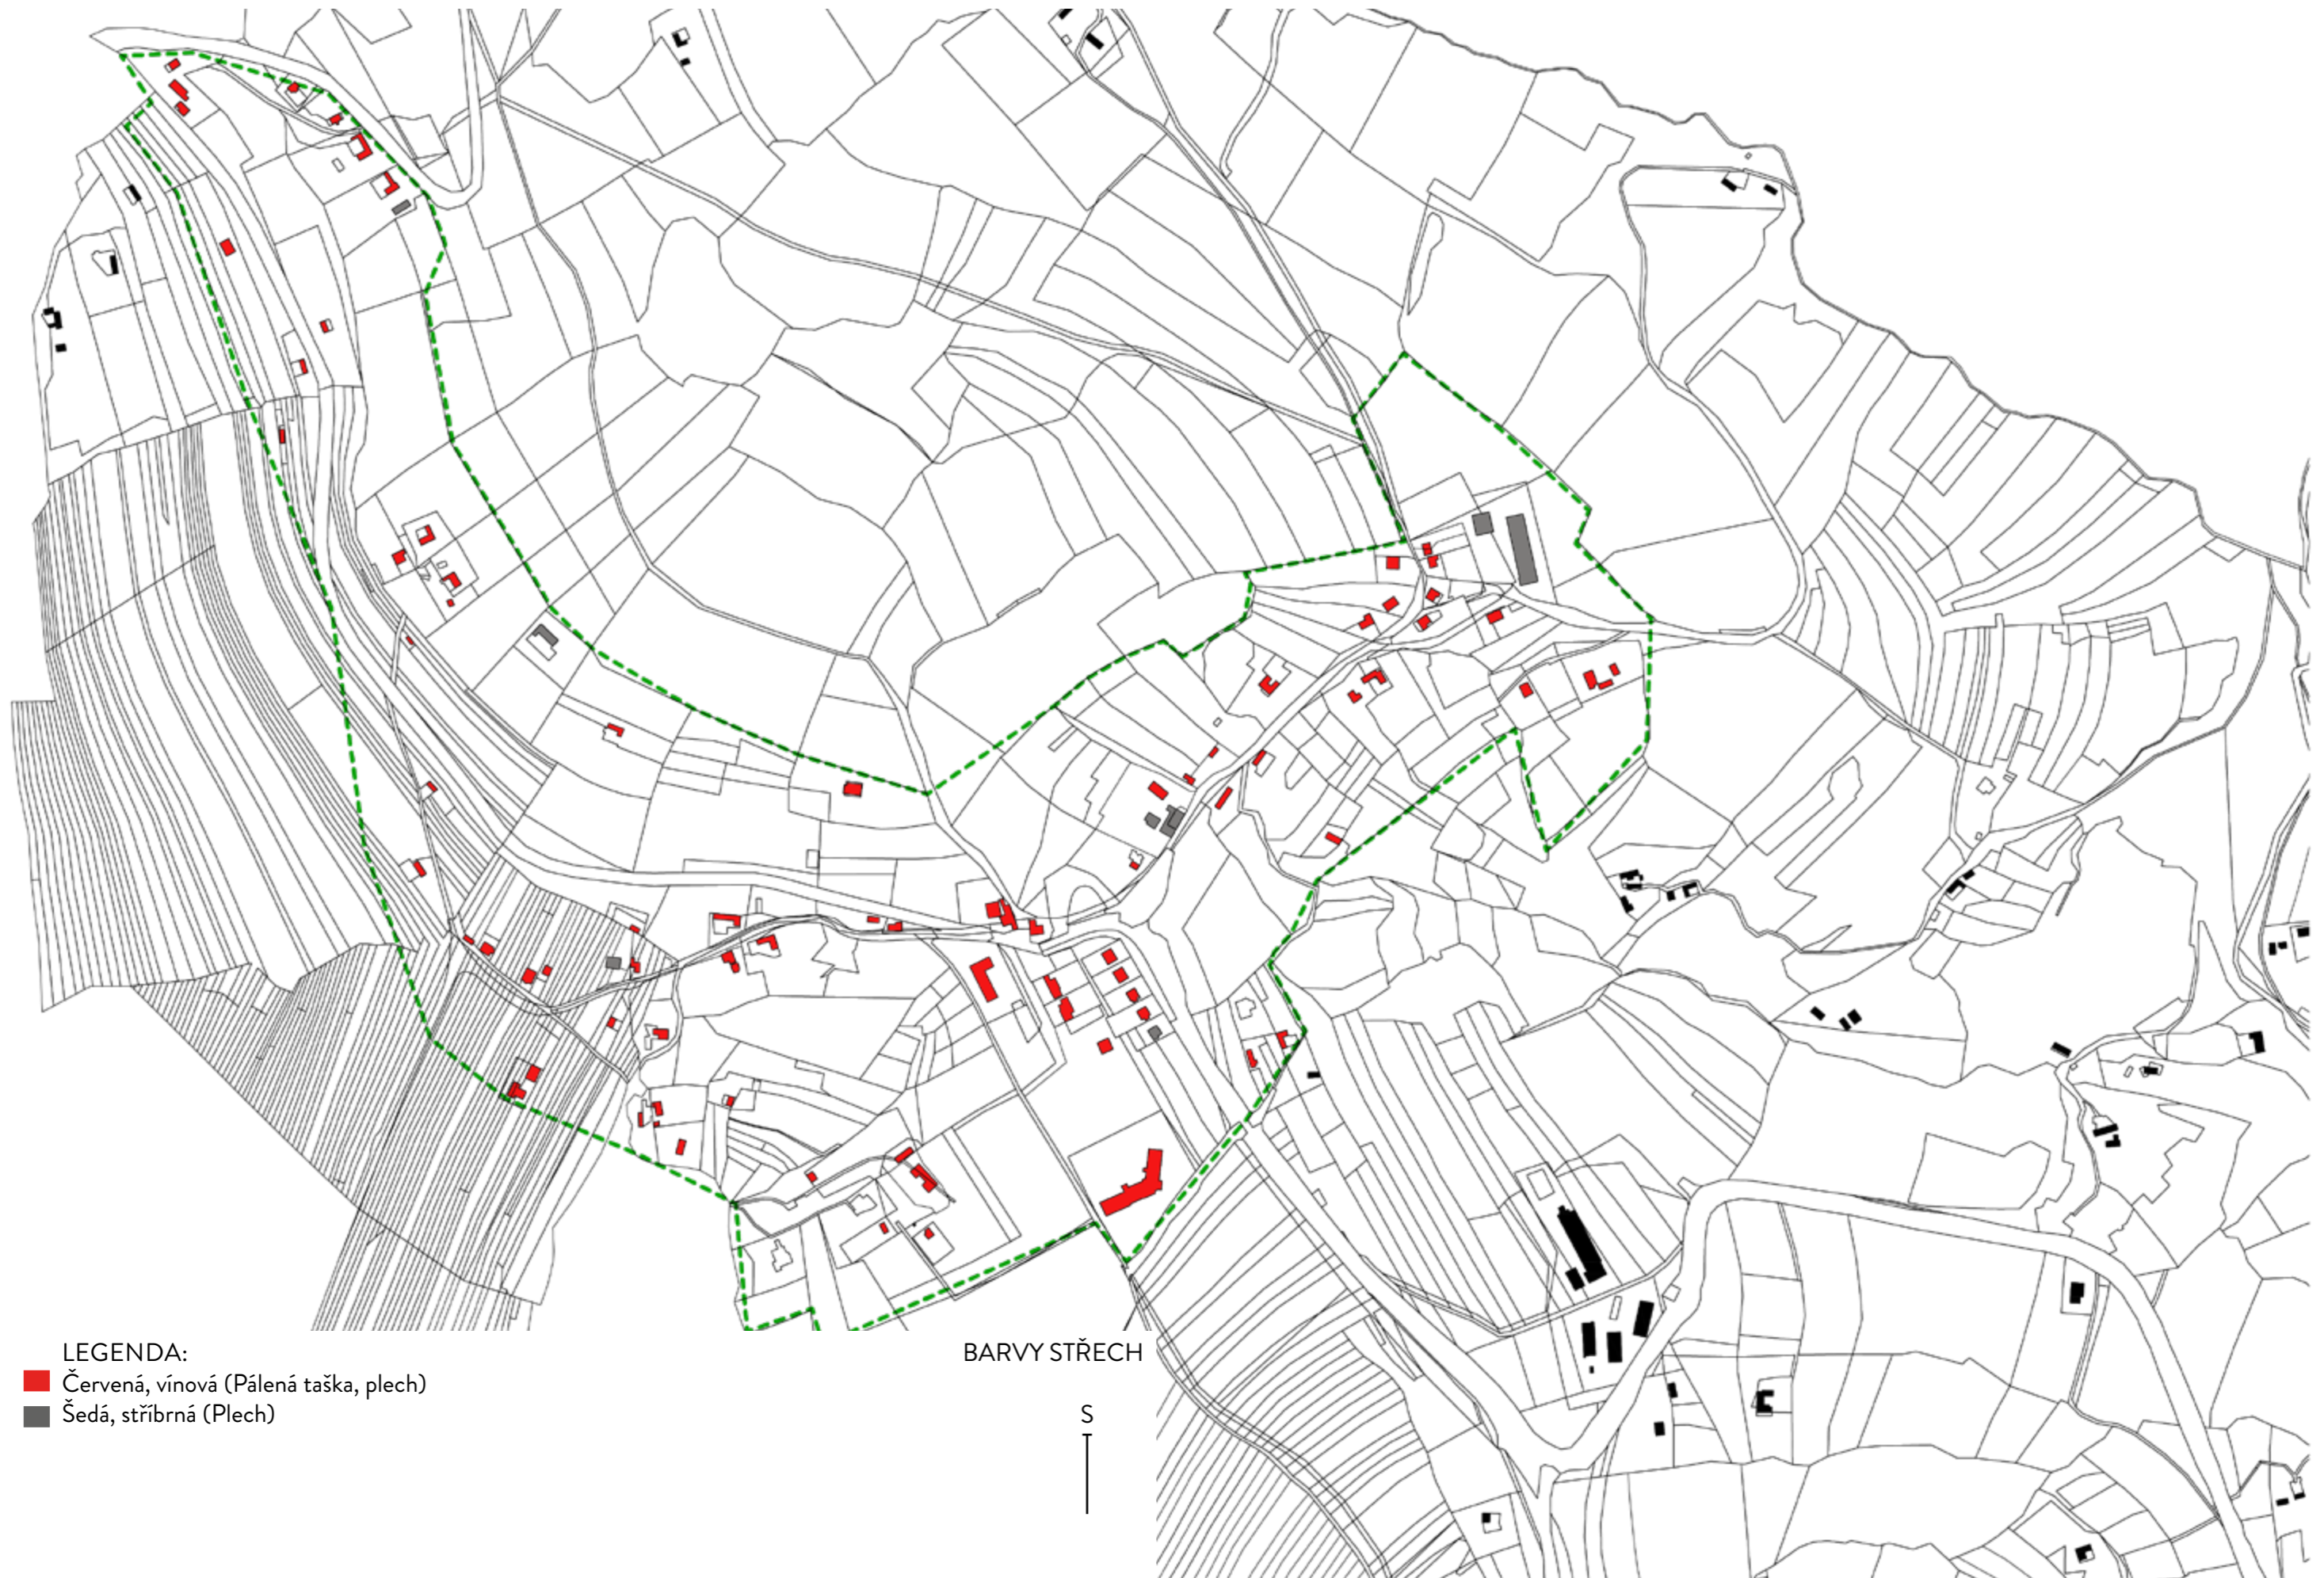 LEGENDA:
Červená, vínová (Pálená taška, plech)
Šedá, stříbrná (Plech)
BARVY STŘECH
S